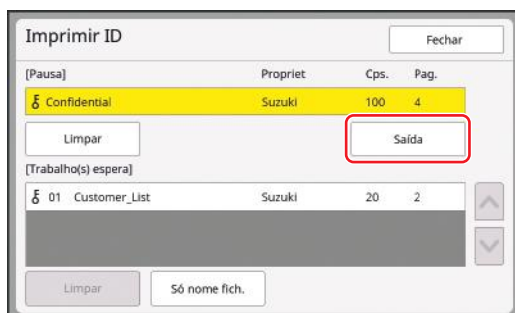 Imprimir ID Fechar
[Pausa] Propriet Cps. Pag.
Confidential Suzuki 100 4
Limpar Saída
[Trabalho(s) espera]
01 Customer_List Suzuki 20 2
Limpar Só nome fich.